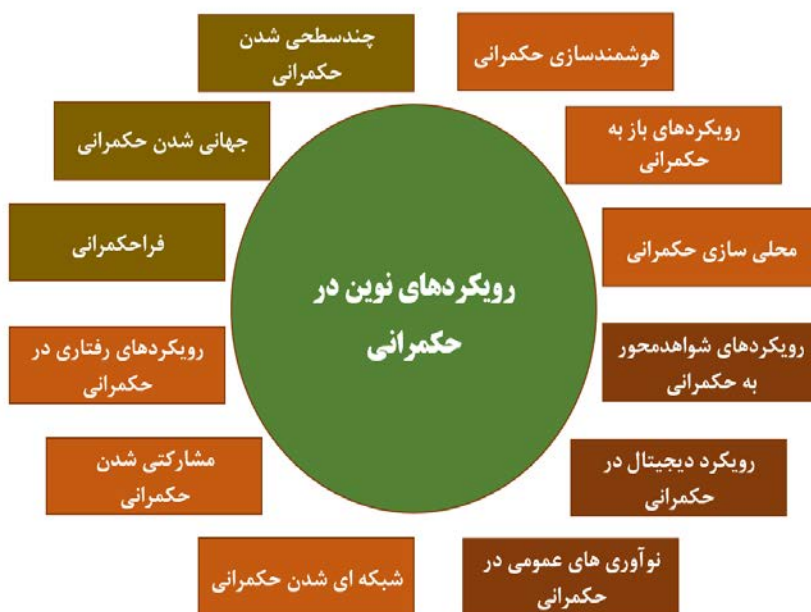 چندسطحی شدن
حکمرانی
هوشمندسازی حکمرانی
رویکردهای باز به
حکمرانی
جهانی شدن حکمرانی
محلی سازی حکمرانی
فراحکمرانی
رویکردهای نوین در
حکمرانی
رویکردهای شواهدمحور
به حکمرانی
رویکردهای رفتاری در
حکمرانی
رویکرد دیجیتال در
حکمرانی
مشارکتی شدن
حکمرانی
نوآوری های عمومی در
حکمرانی
شبکه ای شدن حکمرانی